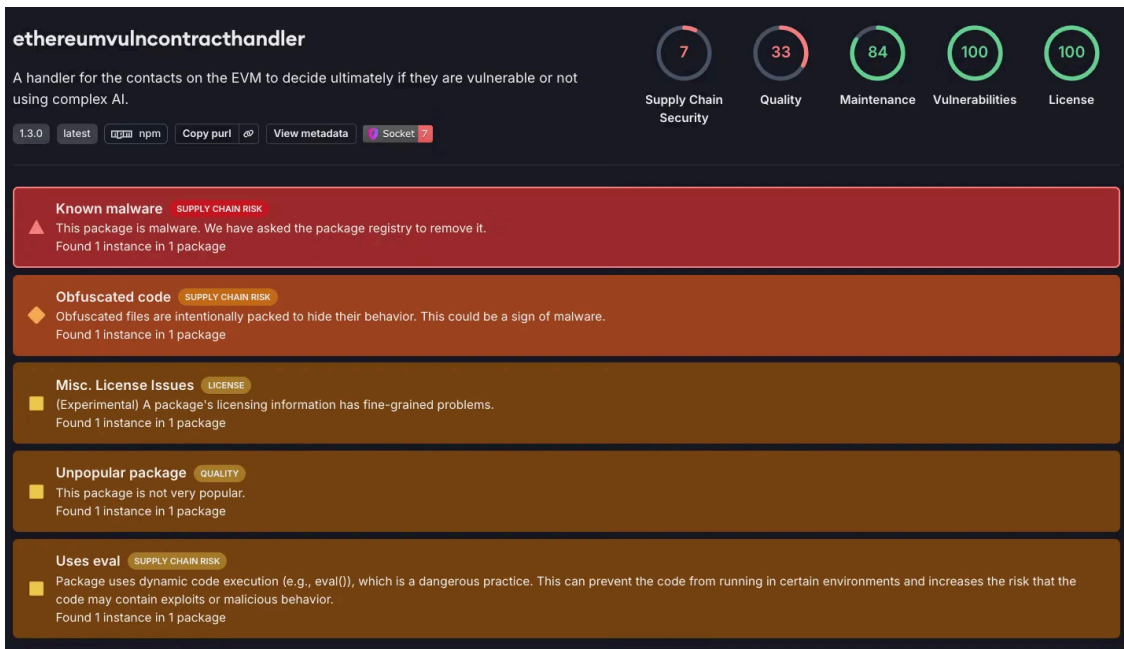 ethereumvulncontracthandler
A handler for the contacts on the EVM to decide ultimately if they are vulnerable or not
using complex AI.
1.3.0 latest npm Copy purl View metadata Socket 7
7 33 84 100 100
Supply Chain Security Quality Maintenance Vulnerabilities License
Known malware SUPPLY CHAIN RISK
This package is malware. We have asked the package registry to remove it.
Found 1 instance in 1 package
Obfuscated code SUPPLY CHAIN RISK
Obfuscated files are intentionally packed to hide their behavior. This could be a sign of malware.
Found 1 instance in 1 package
Misc. License Issues LICENSE
(Experimental) A package's licensing information has fine-grained problems.
Found 1 instance in 1 package
Unpopular package QUALITY
This package is not very popular.
Found 1 instance in 1 package
Uses eval SUPPLY CHAIN RISK
Package uses dynamic code execution (e.g., eval()), which is a dangerous practice. This can prevent the code from running in certain environments and increases the risk that the
code may contain exploits or malicious behavior.
Found 1 instance in 1 package